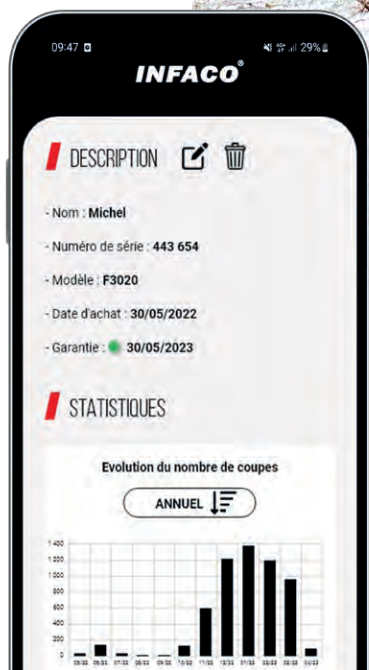 09:47 29%
INFACO®
DESCRIPTION
- Nom : Michel
- Numéro de série : 443 654
- Modèle : F3020
- Date d'achat : 30/05/2022
- Garantie : 30/05/2023
STATISTIQUES
Evolution du nombre de coupes
ANNUEL
1 400
1 200
1 000
800
600
400
200
0